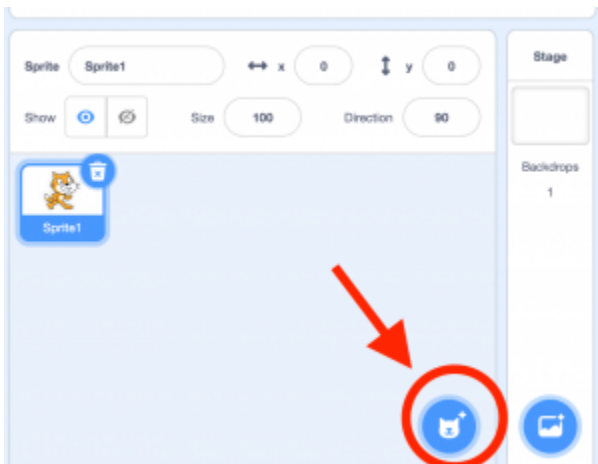 Sprite Sprite1 x 0 y 0
Show Size 100 Direction 90
Sprite1
Stage
Backdrops
1